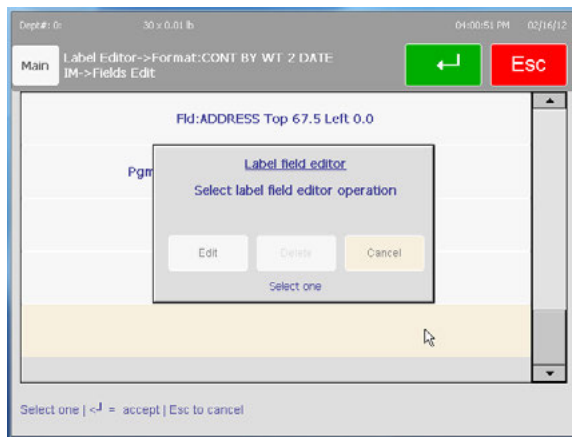 Dept#: 0: 30 x 0.01 lb 04:00:51 PM 02/16/12
Main
Label Editor->Format:CONT BY WT 2 DATE
IM->Fields Edit
Esc
Fld:ADDRESS Top 67.5 Left 0.0
Pgm
Label field editor
Select label field editor operation
Edit Delete Cancel
Select one
Select one | <┘ = accept | Esc to cancel